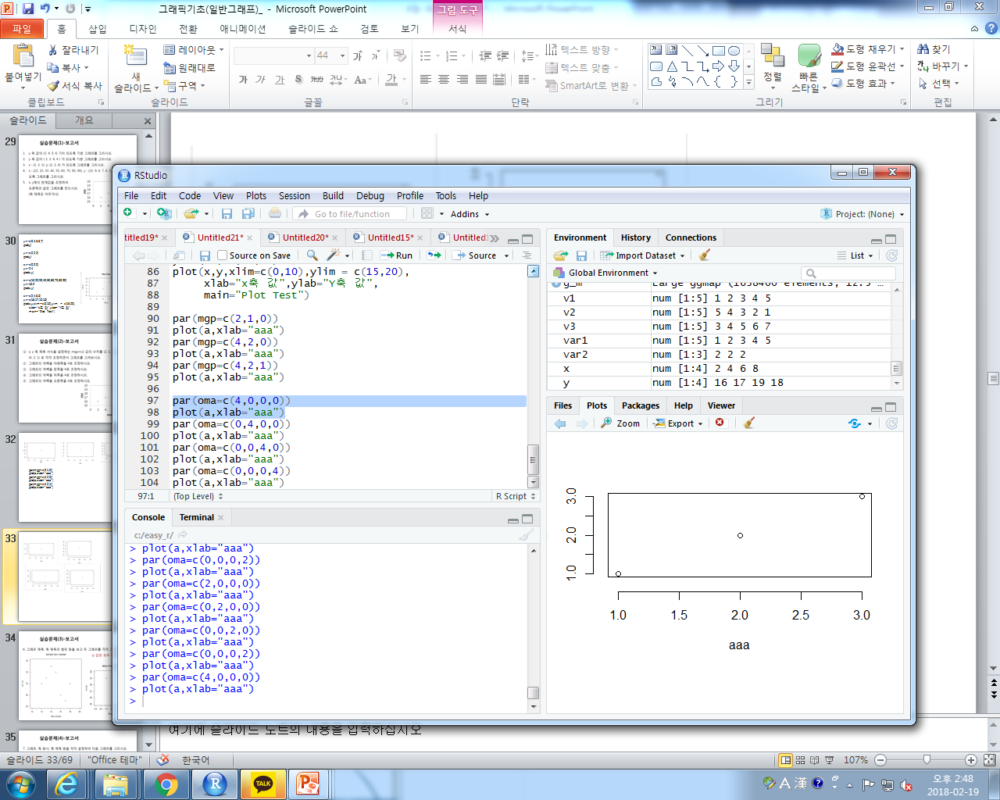 그래픽기초(일반그래프)_ - Microsoft PowerPoint
그림 도구
파일 홈 삽입 디자인 전환 애니메이션 슬라이드 쇼 검토 보기 서식
붙여넣기
잘라내기
복사
서식 복사
클립보드
새
슬라이드
레이아웃
원래대로
구역
슬라이드
44
글꼴
텍스트 방향
텍스트 맞춤
SmartArt로 변환
단락
정렬
빠른
스타일
도형 채우기
도형 윤곽선
도형 효과
그리기
찾기
바꾸기
선택
편집
슬라이드 개요
29
실습문제(1)-보고서
30
31
실습문제(2)-보고서
32
33
34
실습문제(3)-보고서
35
실습문제(4)-보고서
RStudio
File Edit Code View Plots Session Build Debug Profile Tools Help
Go to file/function
Addins
Project: (None)
ntitled19* Untitled21* Untitled20* Untitled15* Untitled
Source on Save Run Source
86 plot(x,y,xlim=c(0,10),ylim = c(15,20),
87 xlab="x축 값",ylab="Y축 값",
88 main="Plot Test")
89
90 par(mgp=c(2,1,0))
91 plot(a,xlab="aaa")
92 par(mgp=c(4,2,0))
93 plot(a,xlab="aaa")
94 par(mgp=c(4,2,1))
95 plot(a,xlab="aaa")
96
97 par(oma=c(4,0,0,0))
98 plot(a,xlab="aaa")
99 par(oma=c(0,4,0,0))
100 plot(a,xlab="aaa")
101 par(oma=c(0,0,4,0))
102 plot(a,xlab="aaa")
103 par(oma=c(0,0,0,4))
104 plot(a,xlab="aaa")
97:1 (Top Level) R Script
Console Terminal
c:/easy_r/
> plot(a,xlab="aaa")
> par(oma=c(0,0,0,2))
> plot(a,xlab="aaa")
> par(oma=c(2,0,0,0))
> plot(a,xlab="aaa")
> par(oma=c(0,2,0,0))
> plot(a,xlab="aaa")
> par(oma=c(0,0,2,0))
> plot(a,xlab="aaa")
> par(oma=c(0,0,0,2))
> plot(a,xlab="aaa")
> par(oma=c(4,0,0,0))
> plot(a,xlab="aaa")
>
Environment History Connections
Import Dataset List
Global Environment
g_m Large ggmap (1638400 elements, 12.5 …
v1 num [1:5] 1 2 3 4 5
v2 num [1:5] 5 4 3 2 1
v3 num [1:5] 3 4 5 6 7
var1 num [1:5] 1 2 3 4 5
var2 num [1:3] 2 2 2
x num [1:4] 2 4 6 8
y num [1:4] 16 17 19 18
Files Plots Packages Help Viewer
Zoom Export
1.0 2.0 3.0
1.0 1.5 2.0 2.5 3.0
aaa
여기에 슬라이드 노트의 내용을 입력하십시오
슬라이드 33/69 "Office 테마" 한국어
107%
TALK
A 漢
오후 2:48
2018-02-19